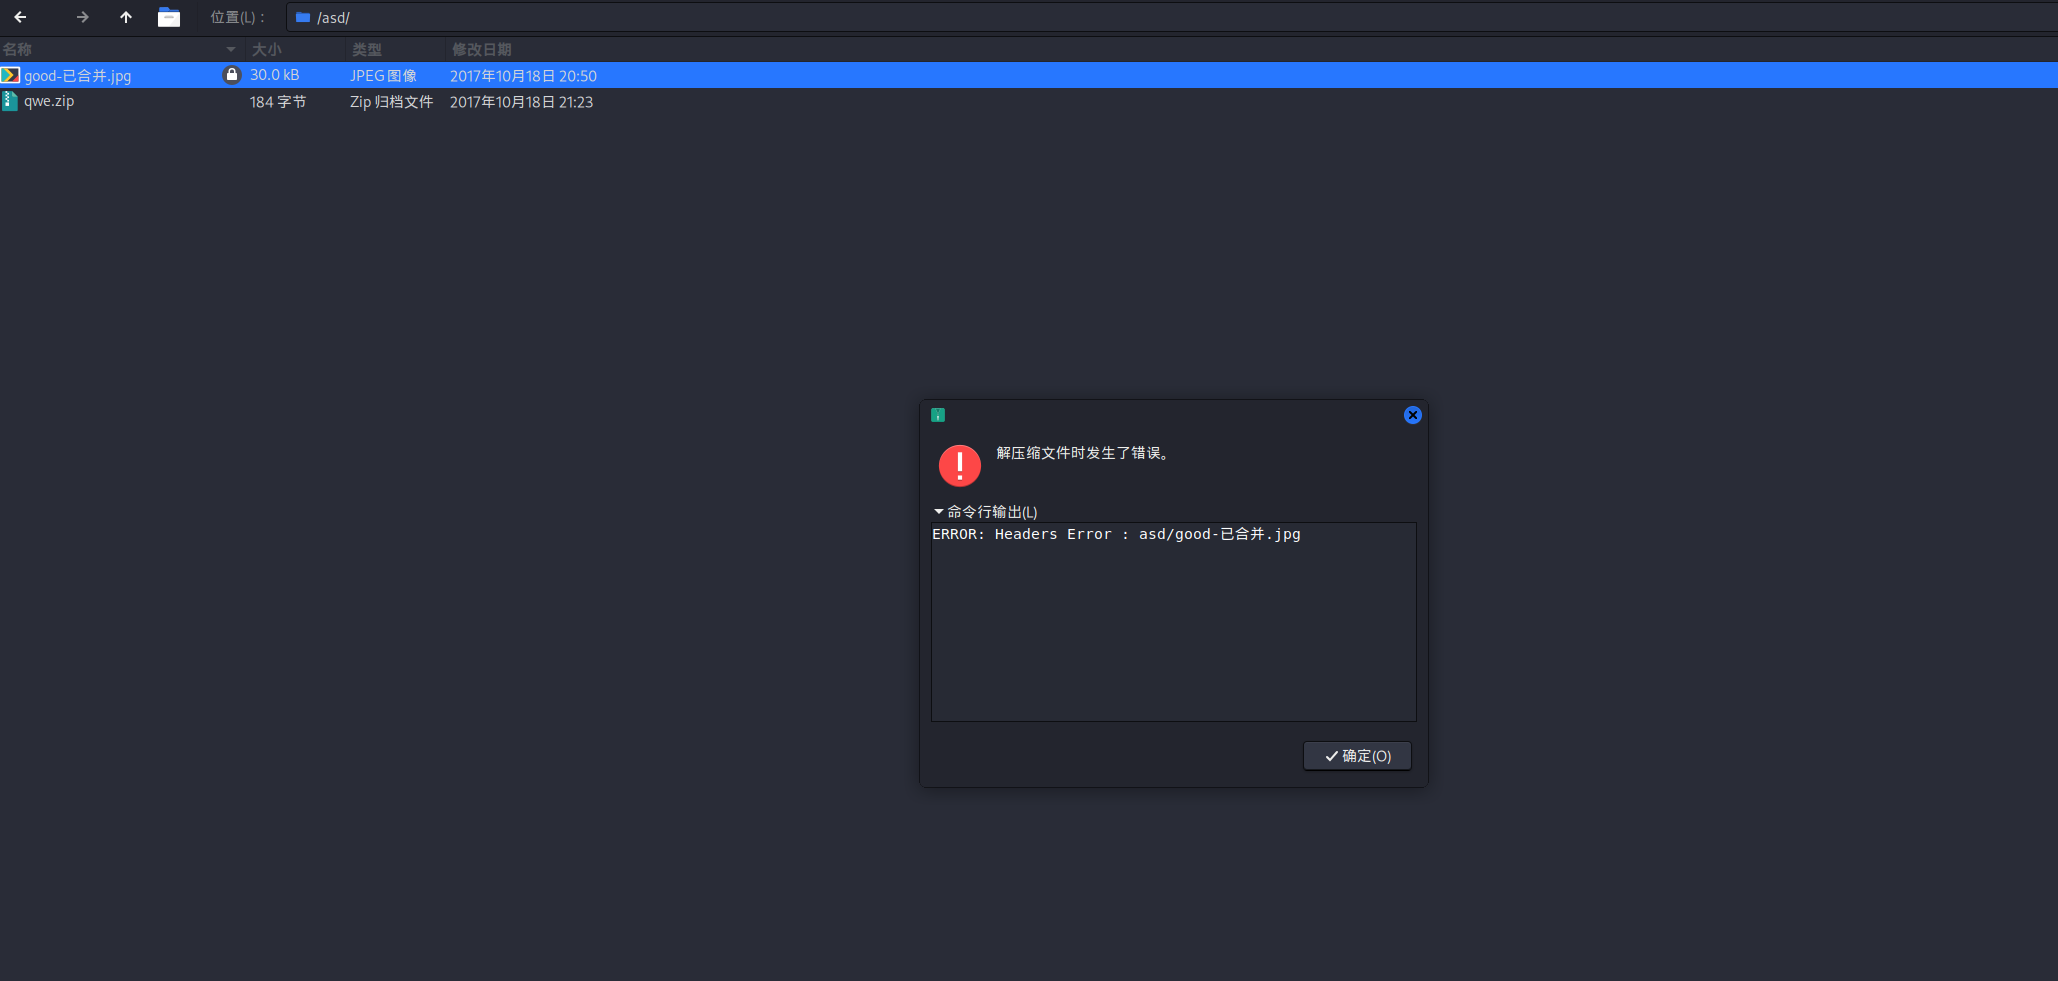 位置(L)： /asd/
名称 大小 类型 修改日期
good-已合并.jpg 30.0 kB JPEG 图像 2017年10月18日 20:50
qwe.zip 184 字节 Zip 归档文件 2017年10月18日 21:23
解压缩文件时发生了错误。
命令行输出(L)
ERROR: Headers Error : asd/good-已合并.jpg
确定(O)